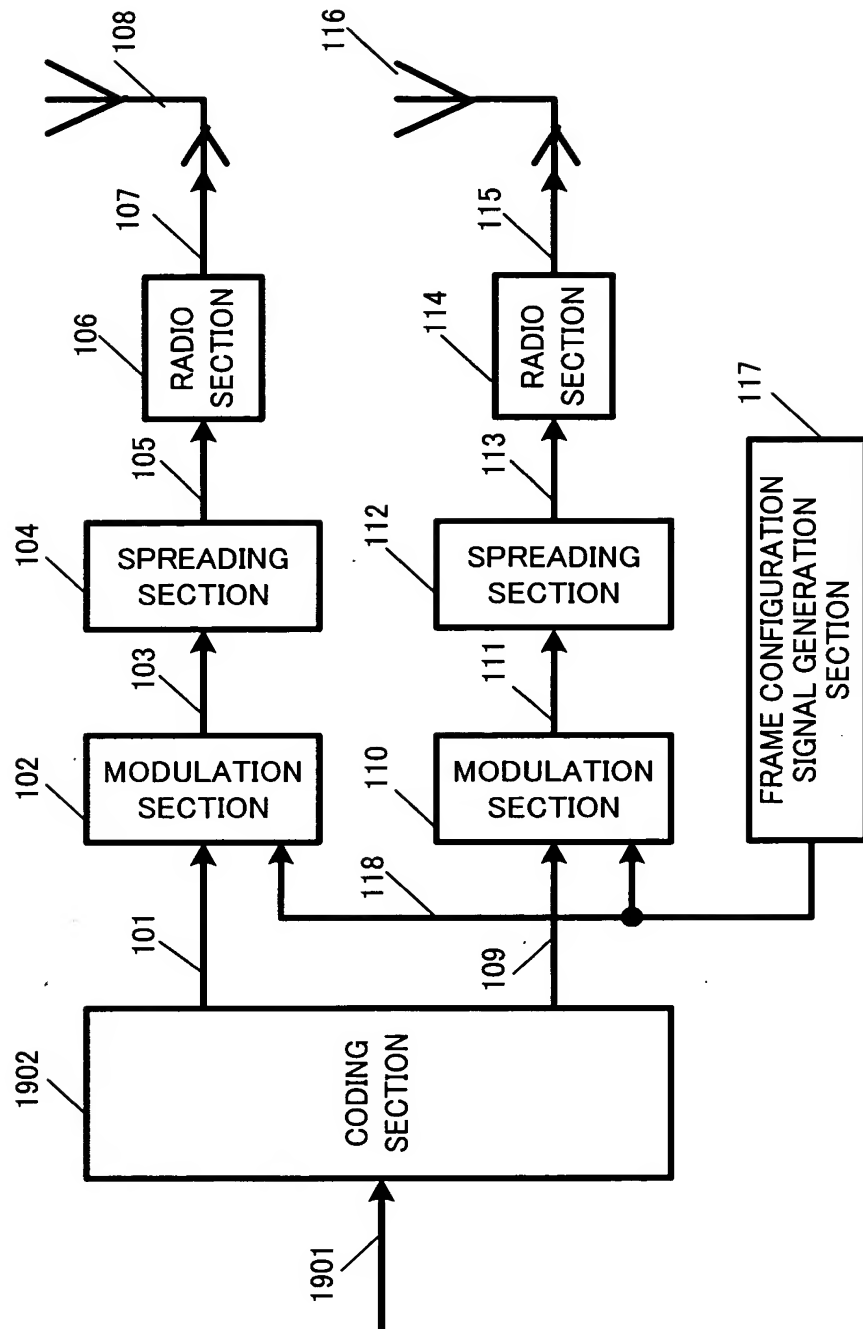 1901
1902
CODING
SECTION
101
109
118
102
MODULATION
SECTION
103
104
SPREADING
SECTION
105
106
RADIO
SECTION
107
108
110
MODULATION
SECTION
111
112
SPREADING
SECTION
113
114
RADIO
SECTION
115
116
117
FRAME CONFIGURATION
SIGNAL GENERATION
SECTION